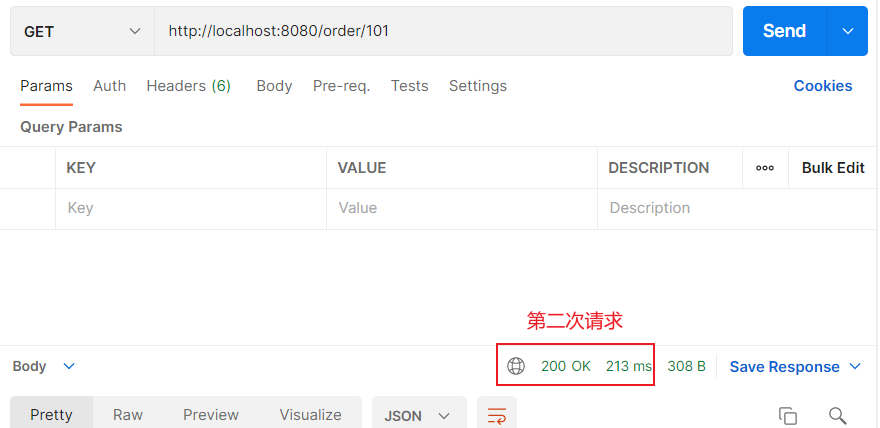 GET http://localhost:8080/order/101 Send
Params Auth Headers (6) Body Pre-req. Tests Settings Cookies
Query Params
KEY VALUE DESCRIPTION ooo Bulk Edit
Key Value Description
第二次请求
Body 200 OK 213 ms 308 B Save Response
Pretty Raw Preview Visualize JSON